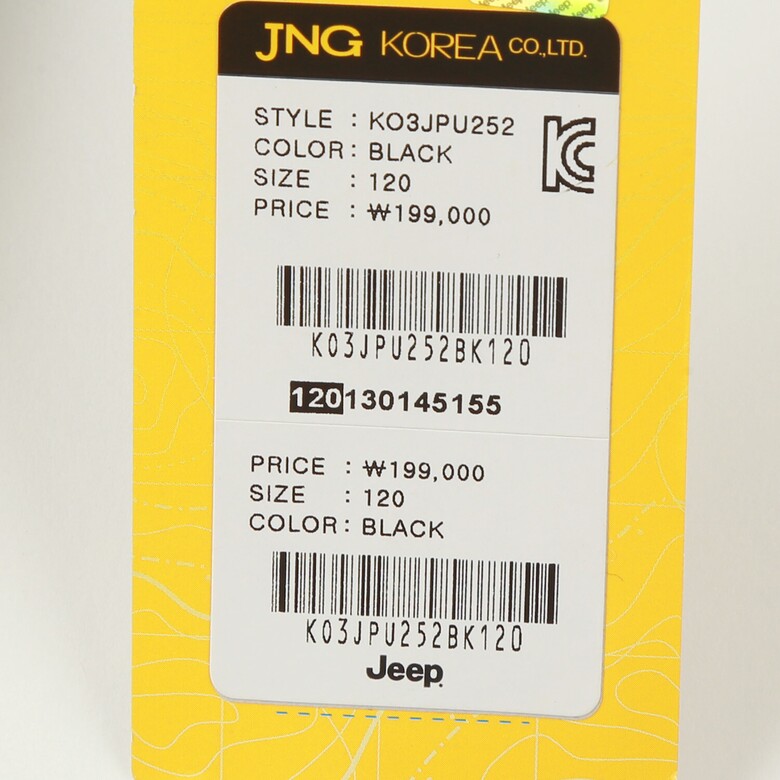 JNG KOREA CO.,LTD.
STYLE : KO3JPU252
COLOR : BLACK
SIZE : 120
PRICE : ₩199,000
K03JPU252BK120
120130145155
PRICE : ₩199,000
SIZE : 120
COLOR : BLACK
K03JPU252BK120
Jeep